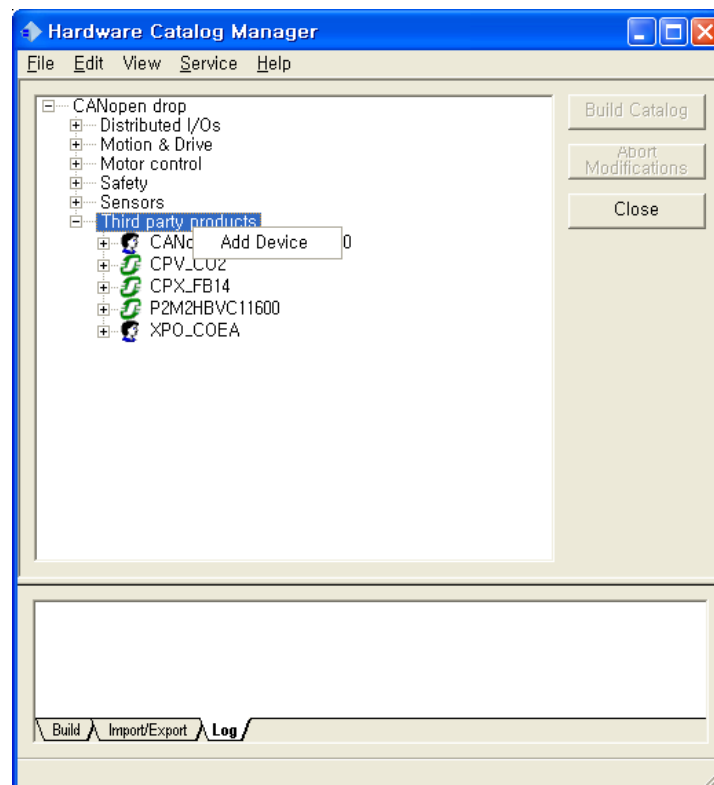 Hardware Catalog Manager
File Edit View Service Help
CANopen drop
Distributed I/Os
Motion & Drive
Motor control
Safety
Sensors
Third party products
Add Device
CPV_CO2
CPX_FB14
P2M2HBVC11600
XPO_COEA
Build Catalog
Abort
Modifications
Close
Build Import/Export Log